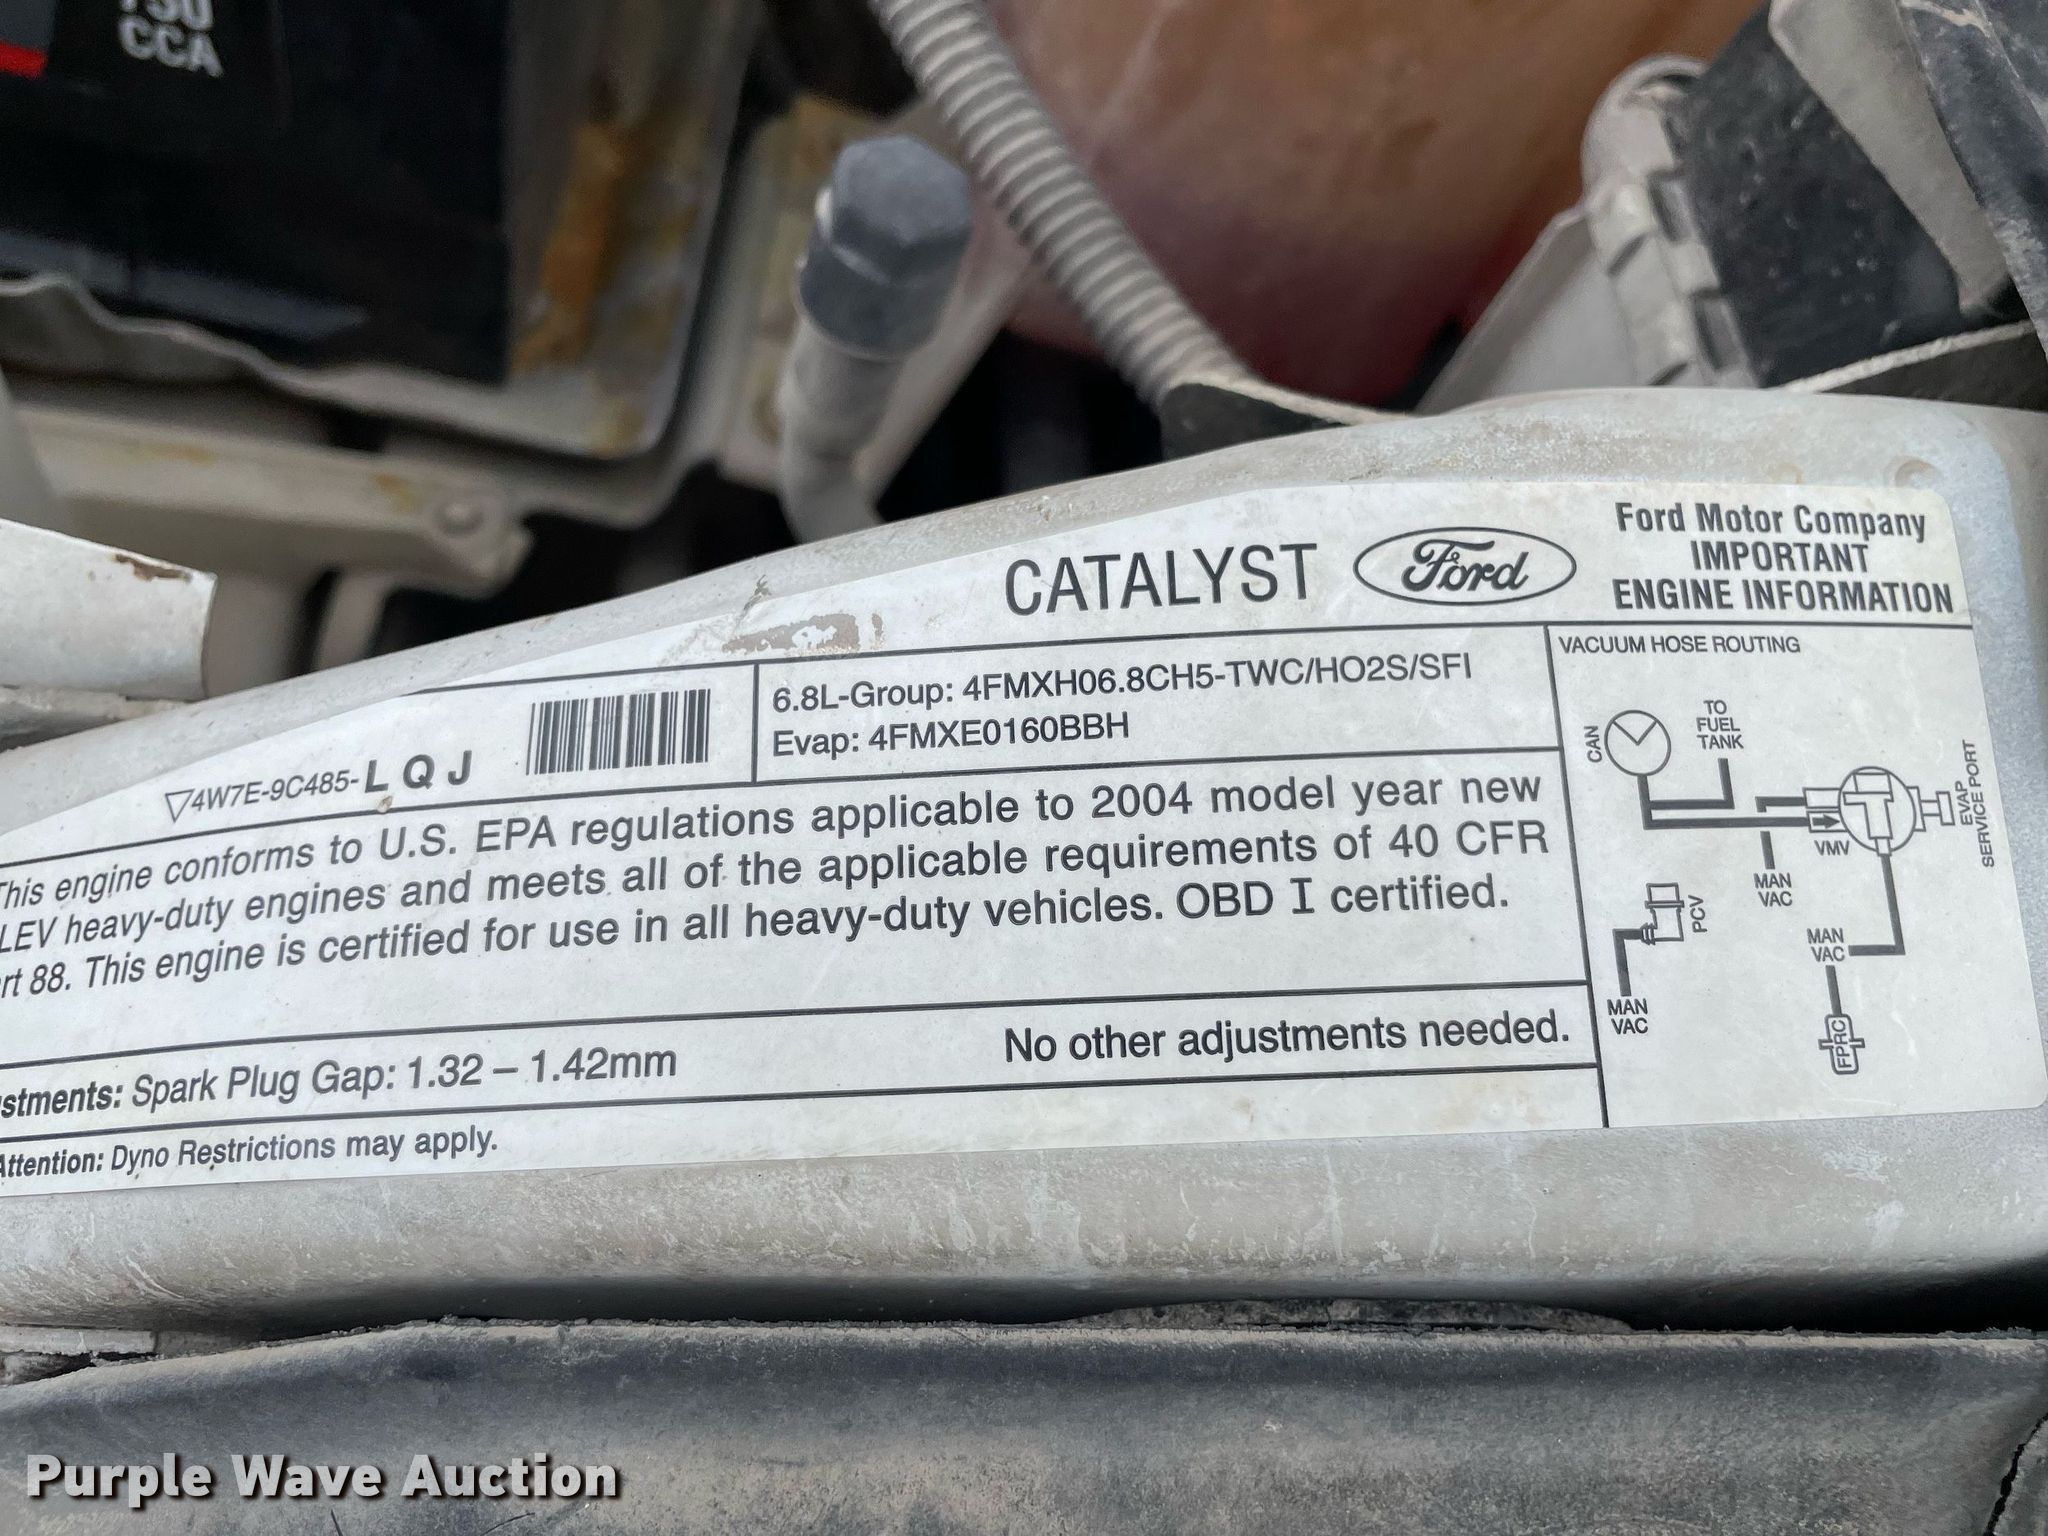 CCA
CATALYST
Ford
Ford Motor Company
IMPORTANT
ENGINE INFORMATION
4W7E-9C485-LQJ
6.8L-Group: 4FMXH06.8CH5-TWC/HO2S/SFI
Evap: 4FMXE0160BBH
This engine conforms to U.S. EPA regulations applicable to 2004 model year new
LEV heavy-duty engines and meets all of the applicable requirements of 40 CFR
rt 88. This engine is certified for use in all heavy-duty vehicles. OBD I certified.
stments: Spark Plug Gap: 1.32 – 1.42mm
No other adjustments needed.
Attention: Dyno Restrictions may apply.
VACUUM HOSE ROUTING
CAN
TO
FUEL
TANK
EVAP
SERVICE PORT
VMV
MAN
VAC
PCV
MAN
VAC
MAN
VAC
FPRC
Purple Wave Auction